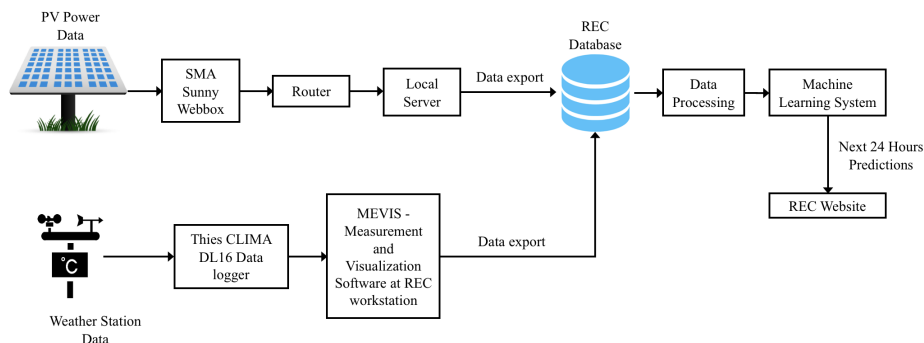 PV Power
Data
SMA
Sunny
Webbox
Router
Local
Server
Data export
REC
Database
Data
Processing
Machine
Learning System
Next 24 Hours
Predictions
REC Website
°C
Weather Station
Data
Thies CLIMA
DL16 Data
logger
MEVIS -
Measurement
and
Visualization
Software at REC
workstation
Data export